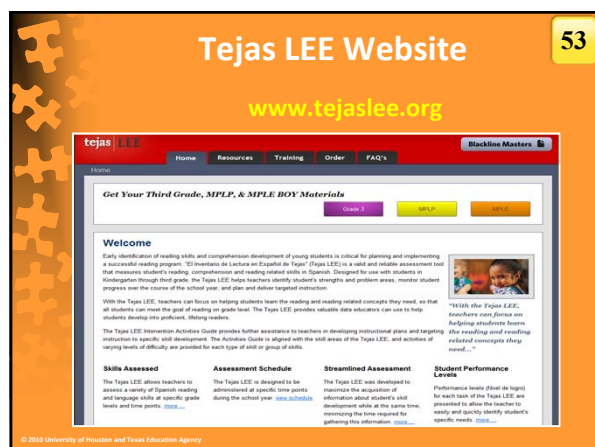 Tejas LEE Website
53
www.tejaslee.org
tejas LEE
Blackline Masters
Home Resources Training Order FAQ's
Home
Get Your Third Grade, MPLP, & MPLE BOY Materials
Grade 3 MPLP MPLE
Welcome
Early identification of reading skills and comprehension development of young students is critical for planning and implementing
a successful reading program. "El Inventario de Lectura en Español de Tejas" (Tejas LEE) is a valid and reliable assessment tool
that measures student's reading, comprehension and reading related skills in Spanish. Designed for use with students in
Kindergarten through third grade, the Tejas LEE helps teachers identify student's strengths and problem areas, monitor student
progress over the course of the school year, and plan and deliver targeted instruction.
With the Tejas LEE, teachers can focus on helping students learn the reading and reading related concepts they need, so that
all students can meet the goal of reading on grade level. The Tejas LEE provides valuable data educators can use to help
students develop into proficient, lifelong readers.
The Tejas LEE Intervention Activities Guide provides further assistance to teachers in developing instructional plans and targeting
instruction to specific skill development. The Activities Guide is aligned with the skill areas of the Tejas LEE, and activities of
varying levels of difficulty are provided for each type of skill or group of skills.
"With the Tejas LEE,
teachers can focus on
helping students learn
the reading and reading
related concepts they
need..."
Skills Assessed
The Tejas LEE allows teachers to
assess a variety of Spanish reading
and language skills at specific grade
levels and time points. more ...
Assessment Schedule
The Tejas LEE is designed to be
administered at specific time points
during the school year. view schedule
Streamlined Assessment
The Tejas LEE was developed to
maximize the acquisition of
information about student's skill
development while at the same time,
minimizing the time required for
gathering this information. more...
Student Performance
Levels
Performance levels (Nivel de logro)
for each task of the Tejas LEE are
presented to allow the teacher to
easily and quickly identify student's
specific needs. more...
© 2010 University of Houston and Texas Education Agency